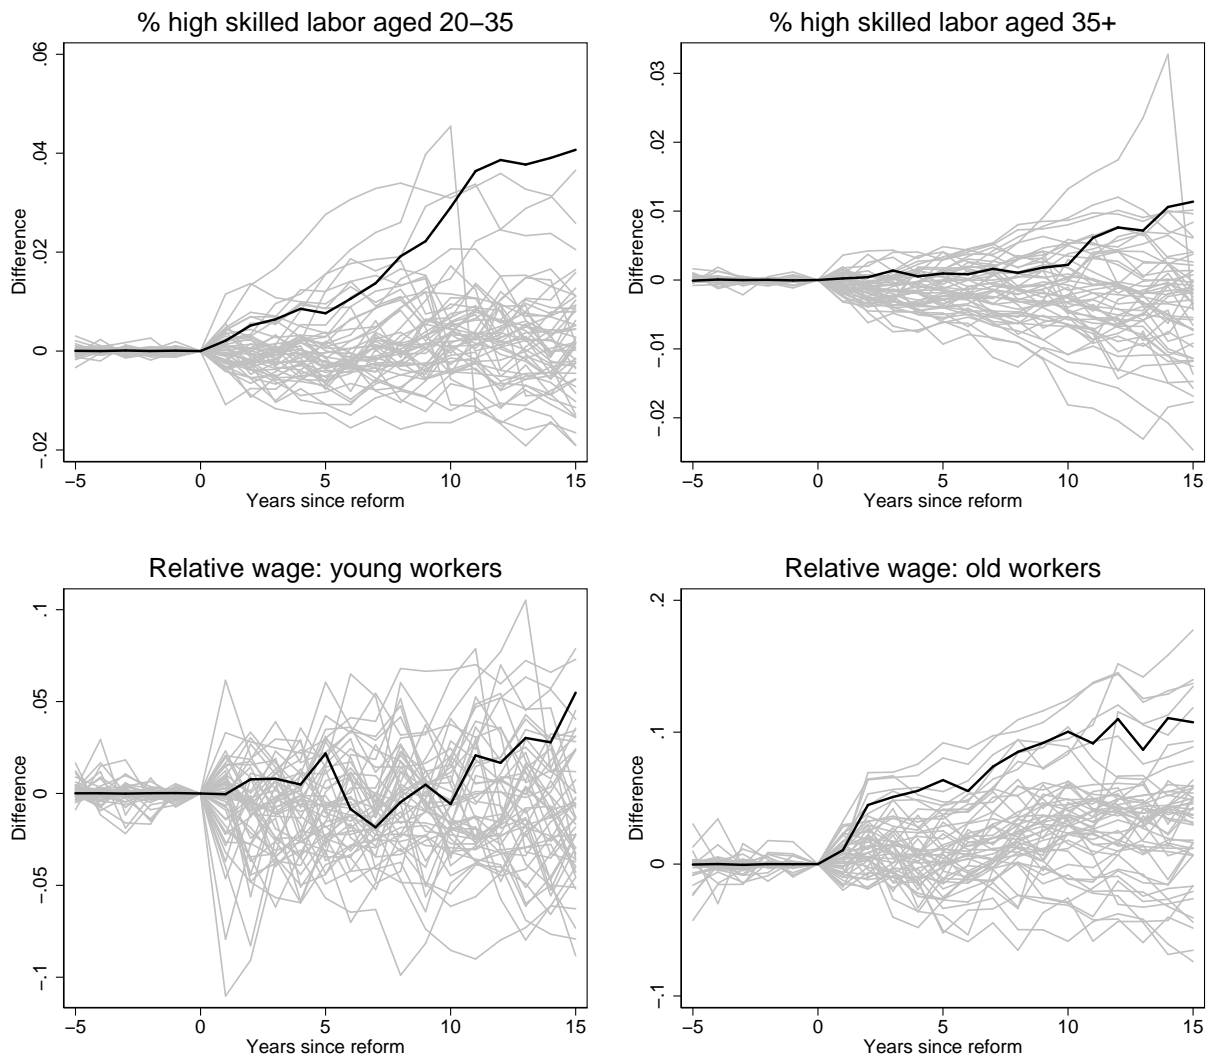 % high skilled labor aged 20−35
.06
.04
.02
0
−.02
Difference
−5 0 5 10 15
Years since reform
% high skilled labor aged 35+
.03
.02
.01
0
−.01
−.02
Difference
−5 0 5 10 15
Years since reform
Relative wage: young workers
.1
.05
0
−.05
−.1
Difference
−5 0 5 10 15
Years since reform
Relative wage: old workers
.2
.1
0
−.1
Difference
−5 0 5 10 15
Years since reform